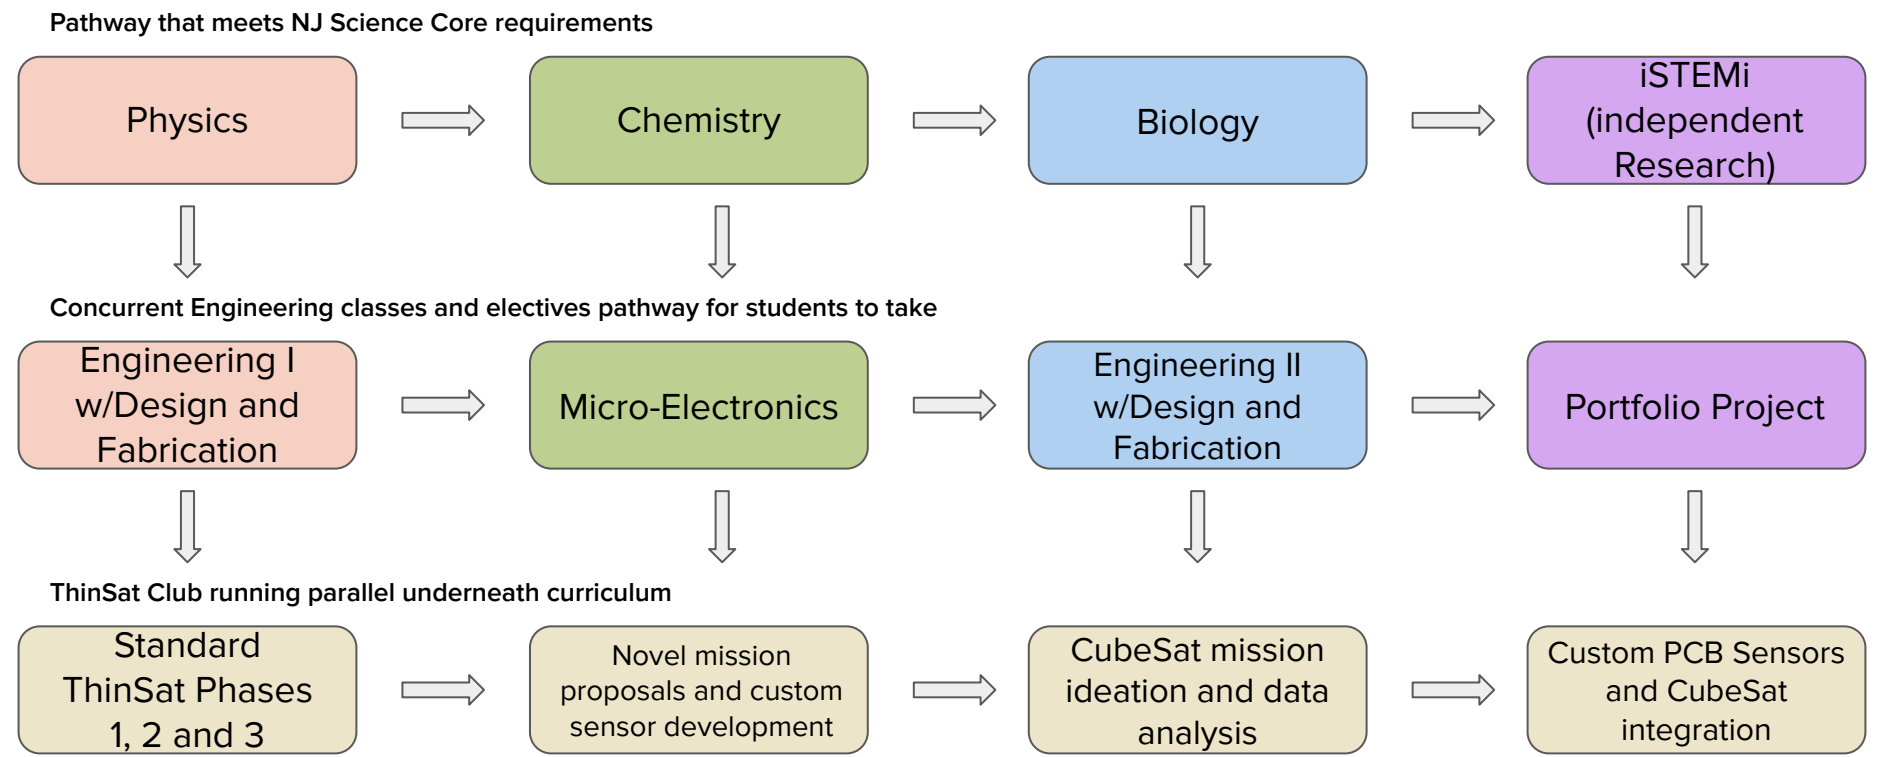 Pathway that meets NJ Science Core requirements
Physics
Chemistry
Biology
iSTEMi
(independent
Research)
Concurrent Engineering classes and electives pathway for students to take
Engineering I
w/Design and
Fabrication
Micro-Electronics
Engineering II
w/Design and
Fabrication
Portfolio Project
ThinSat Club running parallel underneath curriculum
Standard
ThinSat Phases
1, 2 and 3
Novel mission
proposals and custom
sensor development
CubeSat mission
ideation and data
analysis
Custom PCB Sensors
and CubeSat
integration